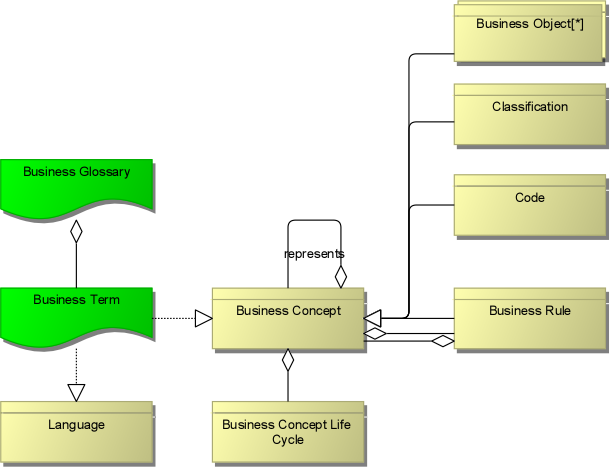 Business Object[*]
Classification
Business Glossary
Code
represents
Business Term
Business Concept
Business Rule
Language
Business Concept Life
Cycle